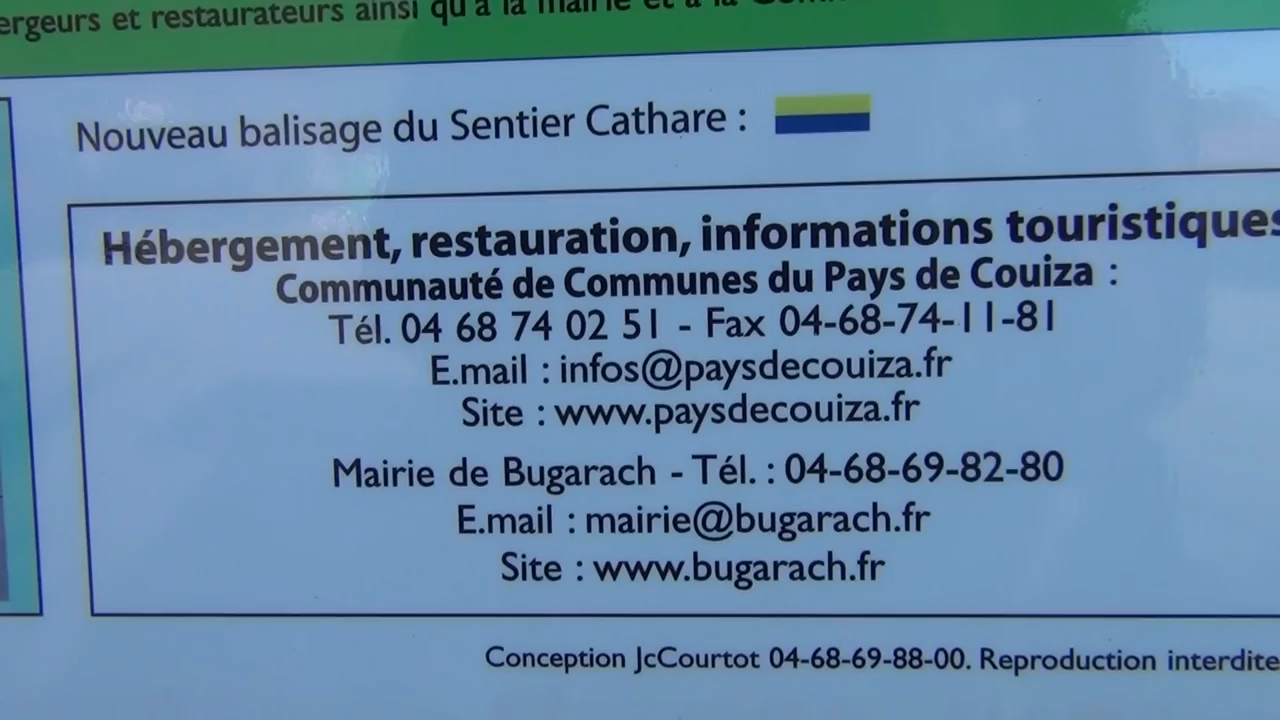 ergeurs et restaurateurs ainsi qu'à la mairie et à la
Nouveau balisage du Sentier Cathare :
Hébergement, restauration, informations touristiques
Communauté de Communes du Pays de Couiza :
Tél. 04 68 74 02 51 - Fax 04-68-74-11-81
E.mail : infos@paysdecouiza.fr
Site : www.paysdecouiza.fr
Mairie de Bugarach - Tél. : 04-68-69-82-80
E.mail : mairie@bugarach.fr
Site : www.bugarach.fr
Conception JcCourtot 04-68-69-88-00. Reproduction interdite